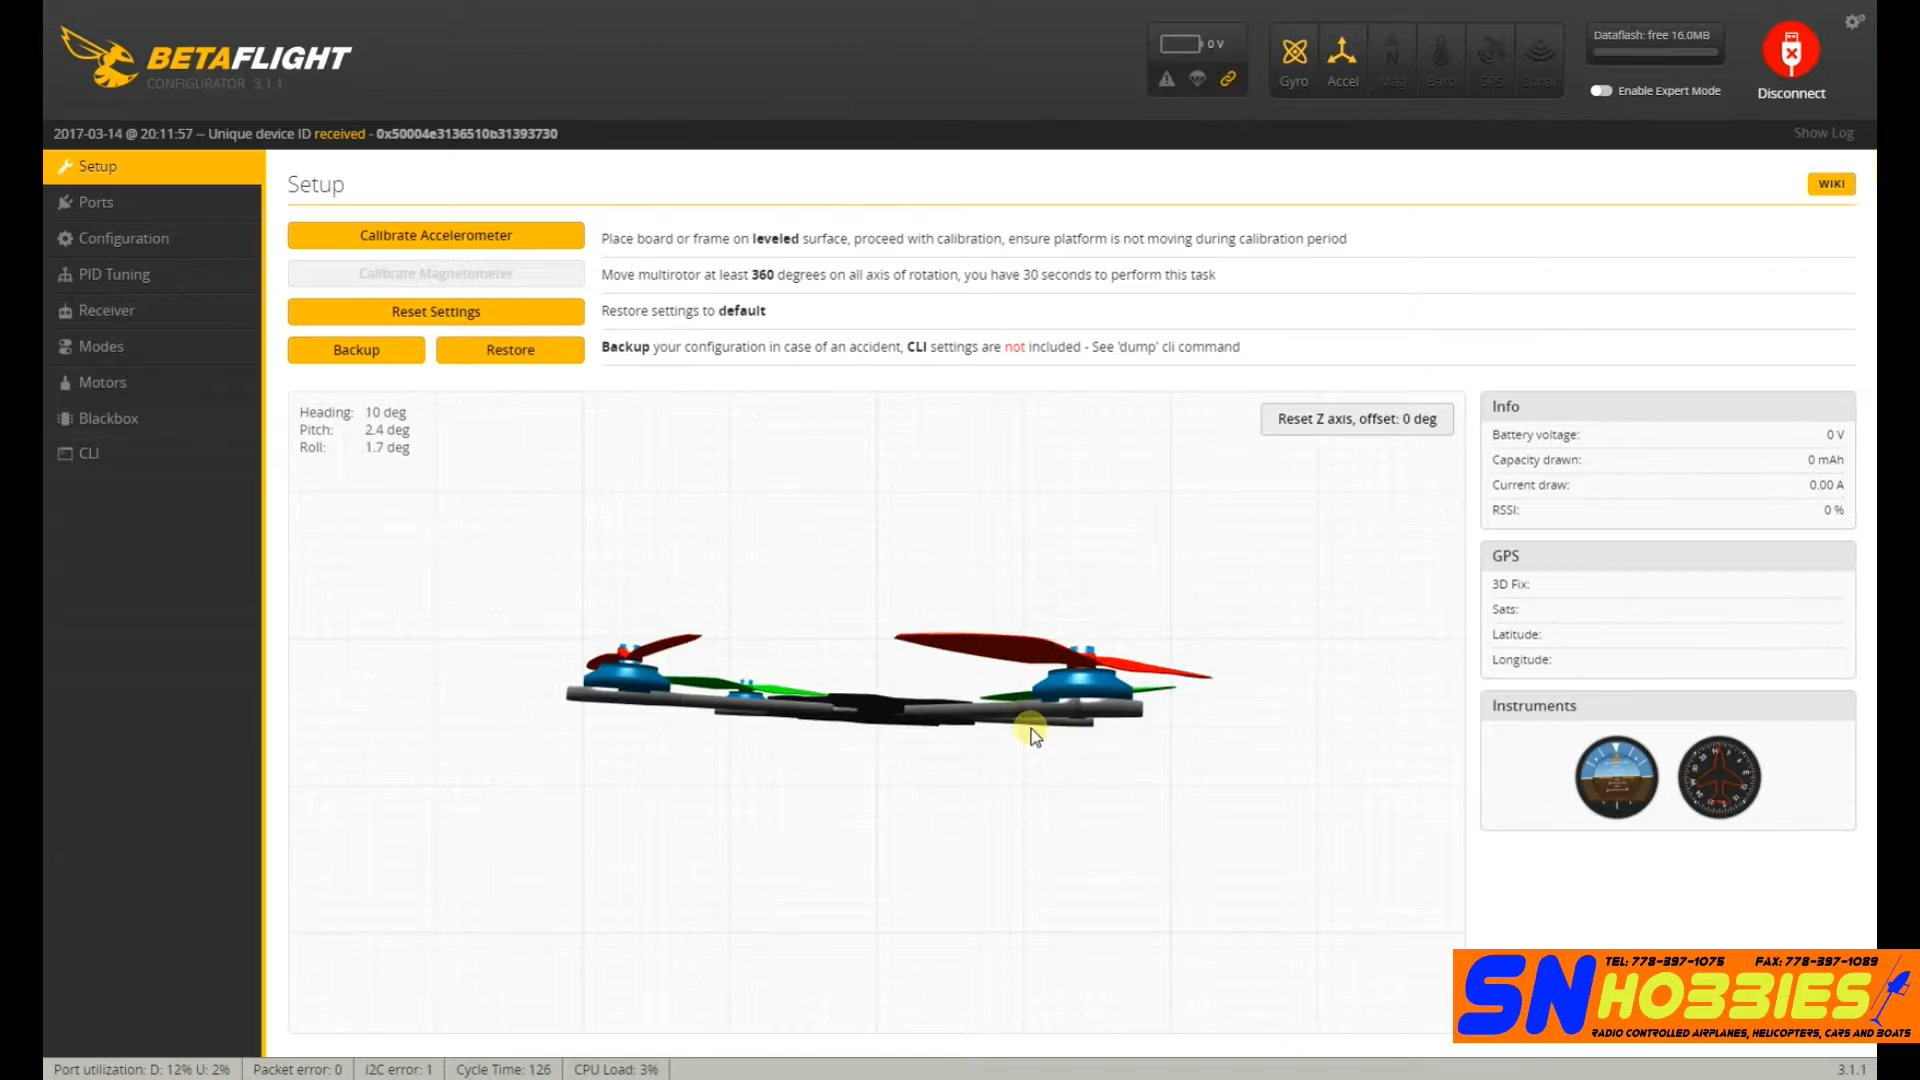 BETAFLIGHT
CONFIGURATOR 3.1.1
0 V
Gyro
Accel
Mag
Baro
GPS
Sonar
Dataflash: free 16.0MB
Enable Expert Mode
Disconnect
2017-03-14 @ 20:11:57 -- Unique device ID received - 0x50004e3136510b31393730
Show Log
Setup
Ports
Configuration
PID Tuning
Receiver
Modes
Motors
Blackbox
CLI
Setup
WIKI
Calibrate Accelerometer
Place board or frame on leveled surface, proceed with calibration, ensure platform is not moving during calibration period
Calibrate Magnetometer
Move multirotor at least 360 degrees on all axis of rotation, you have 30 seconds to perform this task
Reset Settings
Restore settings to default
Backup
Restore
Backup your configuration in case of an accident, CLI settings are not included - See 'dump' cli command
Heading: 10 deg
Pitch: 2.4 deg
Roll: 1.7 deg
Reset Z axis, offset: 0 deg
Info
Battery voltage: 0 V
Capacity drawn: 0 mAh
Current draw: 0.00 A
RSSI: 0 %
GPS
3D Fix:
Sats:
Latitude:
Longitude:
Instruments
TEL: 778-397-1075 FAX: 778-397-1089
SN HOBBIES
RADIO CONTROLLED AIRPLANES, HELICOPTERS, CARS AND BOATS
Port utilization: D: 12% U: 2%
Packet error: 0
I2C error: 1
Cycle Time: 126
CPU Load: 3%
3.1.1